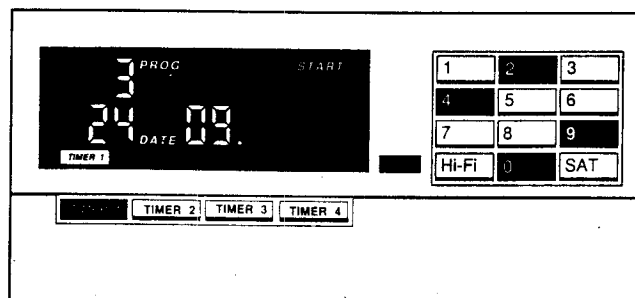 3 PROG START
24 DATE 09.
TIMER 1
1 2 3
4 5 6
7 8 9
Hi-Fi 0 SAT
TIMER 2 TIMER 3 TIMER 4